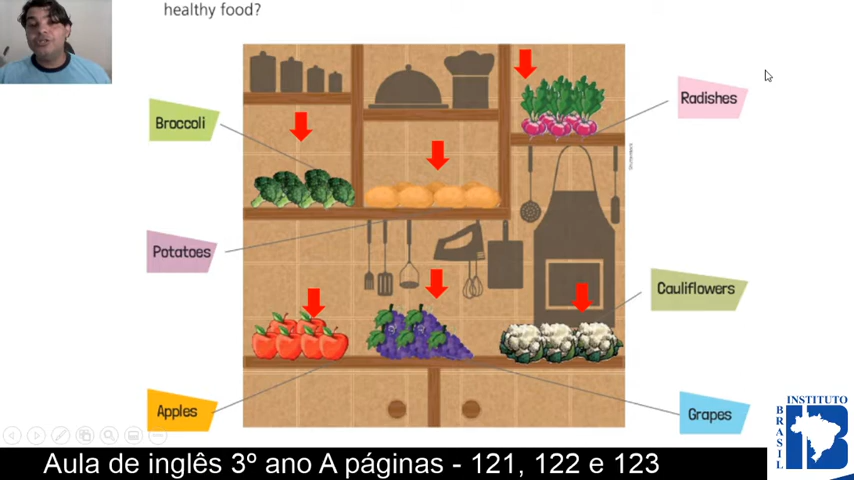 healthy food?
Broccoli
Radishes
Potatoes
Cauliflowers
Apples
Grapes
INSTITUTO
BRASIL
IB
Aula de inglês 3º ano A páginas - 121, 122 e 123